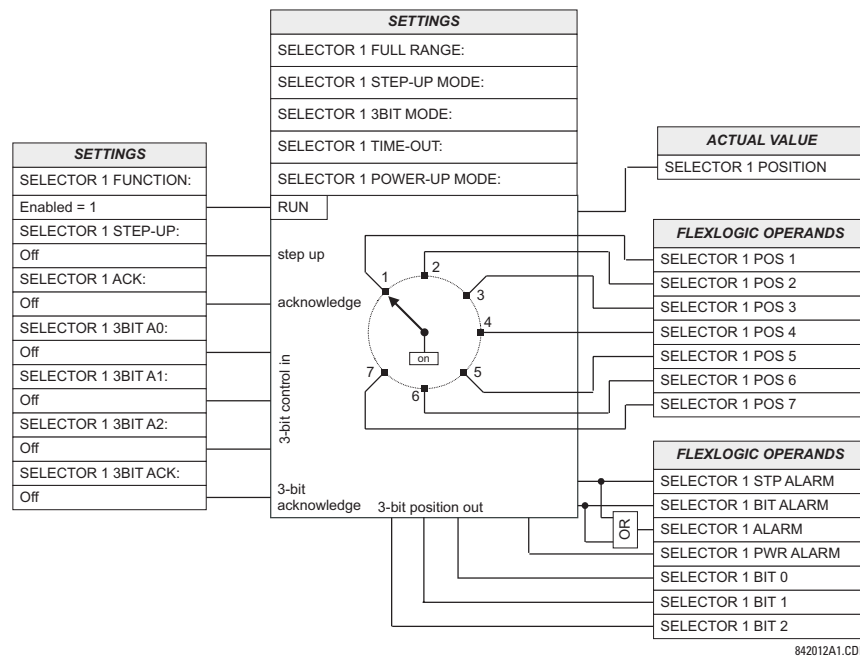 SETTINGS
SELECTOR 1 FULL RANGE:
SELECTOR 1 STEP-UP MODE:
SELECTOR 1 3BIT MODE:
SELECTOR 1 TIME-OUT:
SELECTOR 1 POWER-UP MODE:
SETTINGS
SELECTOR 1 FUNCTION:
Enabled = 1
SELECTOR 1 STEP-UP:
Off
SELECTOR 1 ACK:
Off
SELECTOR 1 3BIT A0:
Off
SELECTOR 1 3BIT A1:
Off
SELECTOR 1 3BIT A2:
Off
SELECTOR 1 3BIT ACK:
Off
RUN
step up
acknowledge
3-bit control in
3-bit
acknowledge
3-bit position out
1
2
3
4
5
6
7
on
ACTUAL VALUE
SELECTOR 1 POSITION
FLEXLOGIC OPERANDS
SELECTOR 1 POS 1
SELECTOR 1 POS 2
SELECTOR 1 POS 3
SELECTOR 1 POS 4
SELECTOR 1 POS 5
SELECTOR 1 POS 6
SELECTOR 1 POS 7
FLEXLOGIC OPERANDS
SELECTOR 1 STP ALARM
SELECTOR 1 BIT ALARM
OR
SELECTOR 1 ALARM
SELECTOR 1 PWR ALARM
SELECTOR 1 BIT 0
SELECTOR 1 BIT 1
SELECTOR 1 BIT 2
842012A1.CD